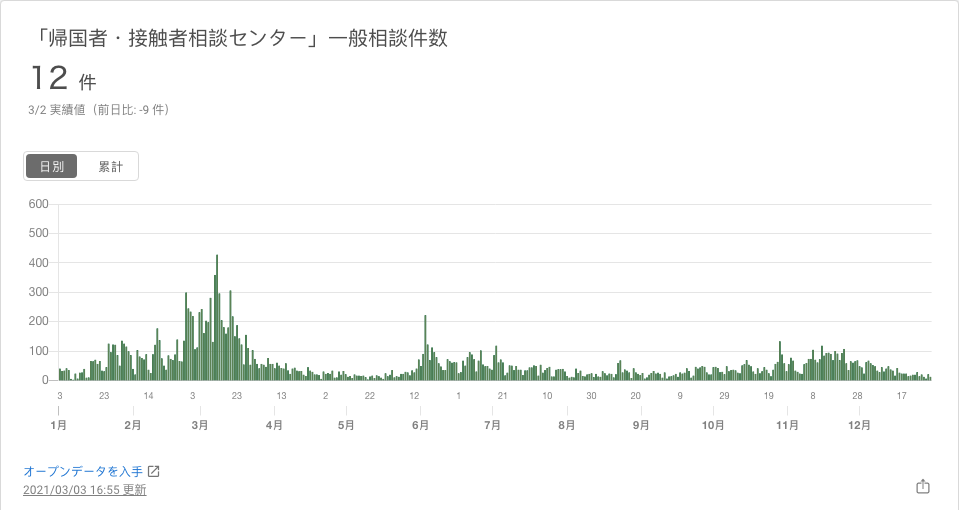 「帰国者・接触者相談センター」一般相談件数
12 件
3/2 実績値（前日比: -9 件）
日別 累計
600
500
400
300
200
100
0
3 23 14 3 23 13 2 22 12 1 21 10 30 20 9 29 19 8 28 17
1月 2月 3月 4月 5月 6月 7月 8月 9月 10月 11月 12月
オープンデータを入手
2021/03/03 16:55 更新